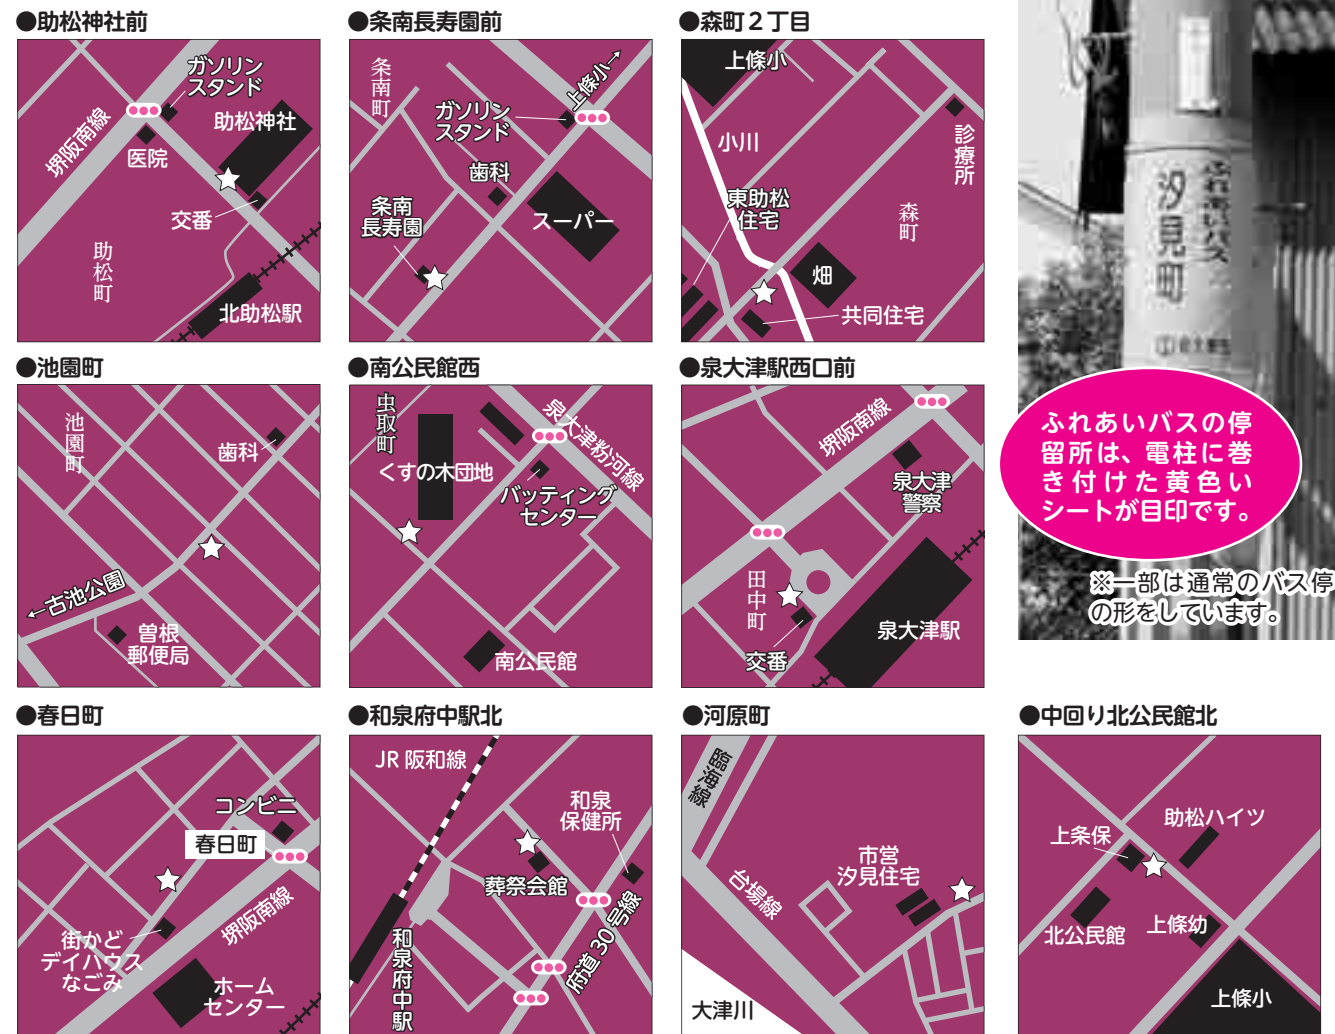 ●助松神社前
ガソリン
スタンド
堺阪南線
助松神社
医院
交番
助松町
北助松駅
●条南長寿園前
条南町
上條小→
ガソリン
スタンド
歯科
条南
長寿園
スーパー
●森町２丁目
上條小
小川
診療所
東助松
住宅
森町
畑
共同住宅
ふれあいバス
汐見町
ふれあいバスの停
留所は、電柱に巻
き付けた黄色い
シートが目印です。
※一部は通常のバス停
の形をしています。
●池園町
池園町
歯科
←古池公園
曽根
郵便局
●南公民館西
虫取町
泉大津粉河線
くすの木団地
バッティング
センター
南公民館
●泉大津駅西口前
堺阪南線
泉大津
警察
田中町
泉大津駅
交番
●春日町
コンビニ
春日町
堺阪南線
街かど
デイハウス
なごみ
ホーム
センター
●和泉府中駅北
JR 阪和線
和泉
保健所
葬祭会館
府道 30 号線
和泉府中駅
●河原町
臨海線
市営
汐見住宅
台場線
大津川
●中回り北公民館北
助松ハイツ
上条保
上條幼
北公民館
上條小